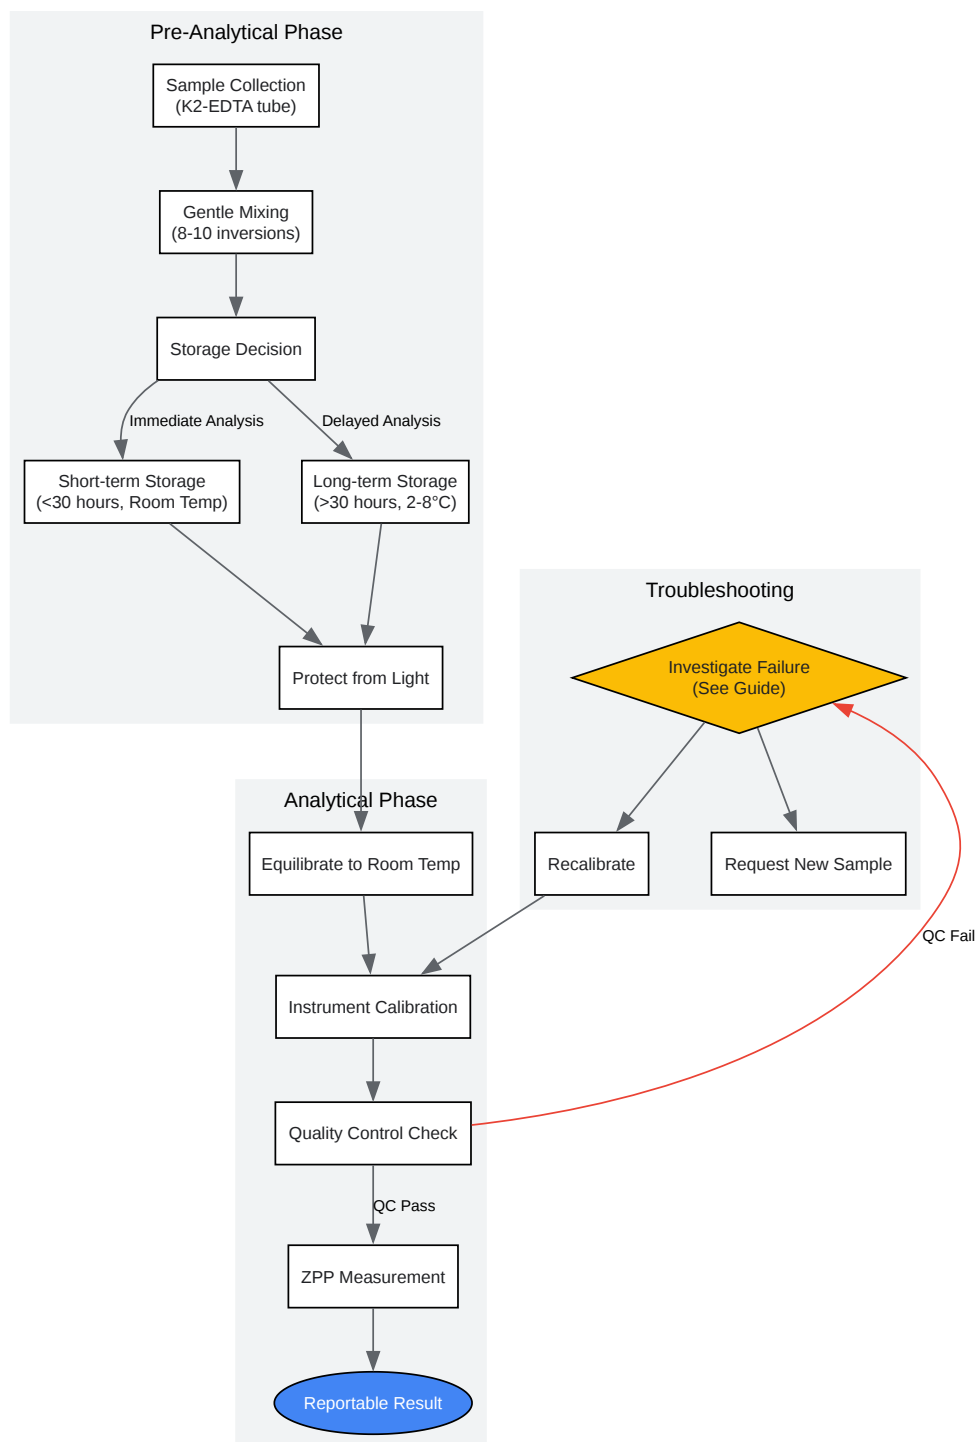 Pre-Analytical Phase
Sample Collection
(K2-EDTA tube)
Gentle Mixing
(8-10 inversions)
Storage Decision
Immediate Analysis
Delayed Analysis
Short-term Storage
(<30 hours, Room Temp)
Long-term Storage
(>30 hours, 2-8°C)
Protect from Light
Troubleshooting
Investigate Failure
(See Guide)
Recalibrate
Request New Sample
QC Fail
Analytical Phase
Equilibrate to Room Temp
Instrument Calibration
Quality Control Check
QC Pass
ZPP Measurement
Reportable Result